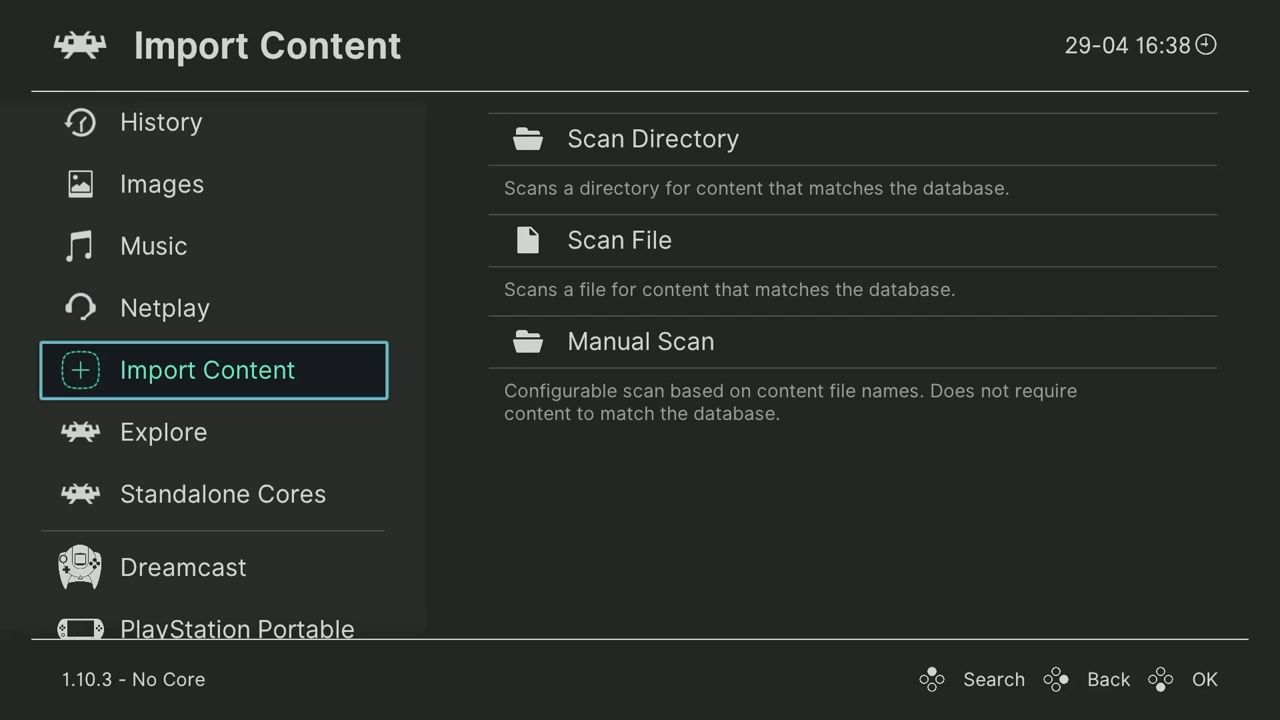 Import Content
29-04 16:38
History
Images
Music
Netplay
Import Content
Explore
Standalone Cores
Dreamcast
PlayStation Portable
Scan Directory
Scans a directory for content that matches the database.
Scan File
Scans a file for content that matches the database.
Manual Scan
Configurable scan based on content file names. Does not require
content to match the database.
1.10.3 - No Core
Search
Back
OK